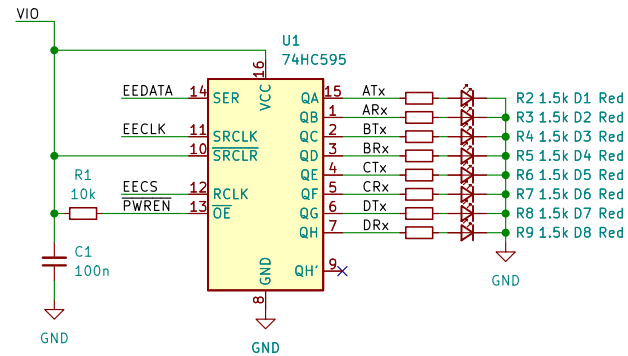 VIO
U1
74HC595
16
VCC
EEDATA 14 SER QA 15 ATx R2 1.5k D1 Red
QB 1 ARx R3 1.5k D2 Red
EECLK 11 SRCLK QC 2 BTx R4 1.5k D3 Red
10 SRCLR QD 3 BRx R5 1.5k D4 Red
R1 QE 4 CTx R6 1.5k D5 Red
10k EECS 12 RCLK QF 5 CRx R7 1.5k D6 Red
PWREN 13 OE QG 6 DTx R8 1.5k D7 Red
QH 7 DRx R9 1.5k D8 Red
C1
100n
GND QH' 9
GND
8
GND
GND